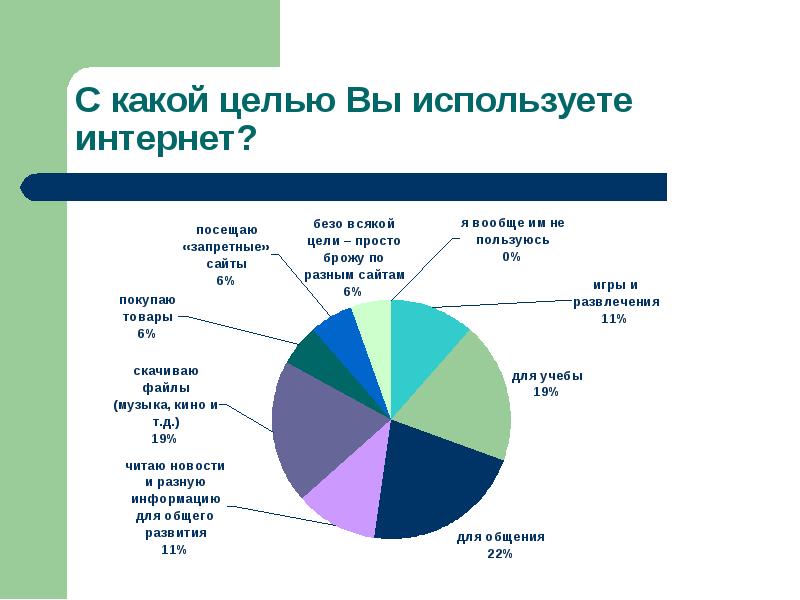 С какой целью Вы используете
интернет?
я вообще им не
пользуюсь
0%
игры и
развлечения
11%
для учебы
19%
для общения
22%
читаю новости
и разную
информацию
для общего
развития
11%
скачиваю
файлы
(музыка, кино и
т.д.)
19%
покупаю
товары
6%
посещаю
«запретные»
сайты
6%
безо всякой
цели – просто
брожу по
разным сайтам
6%